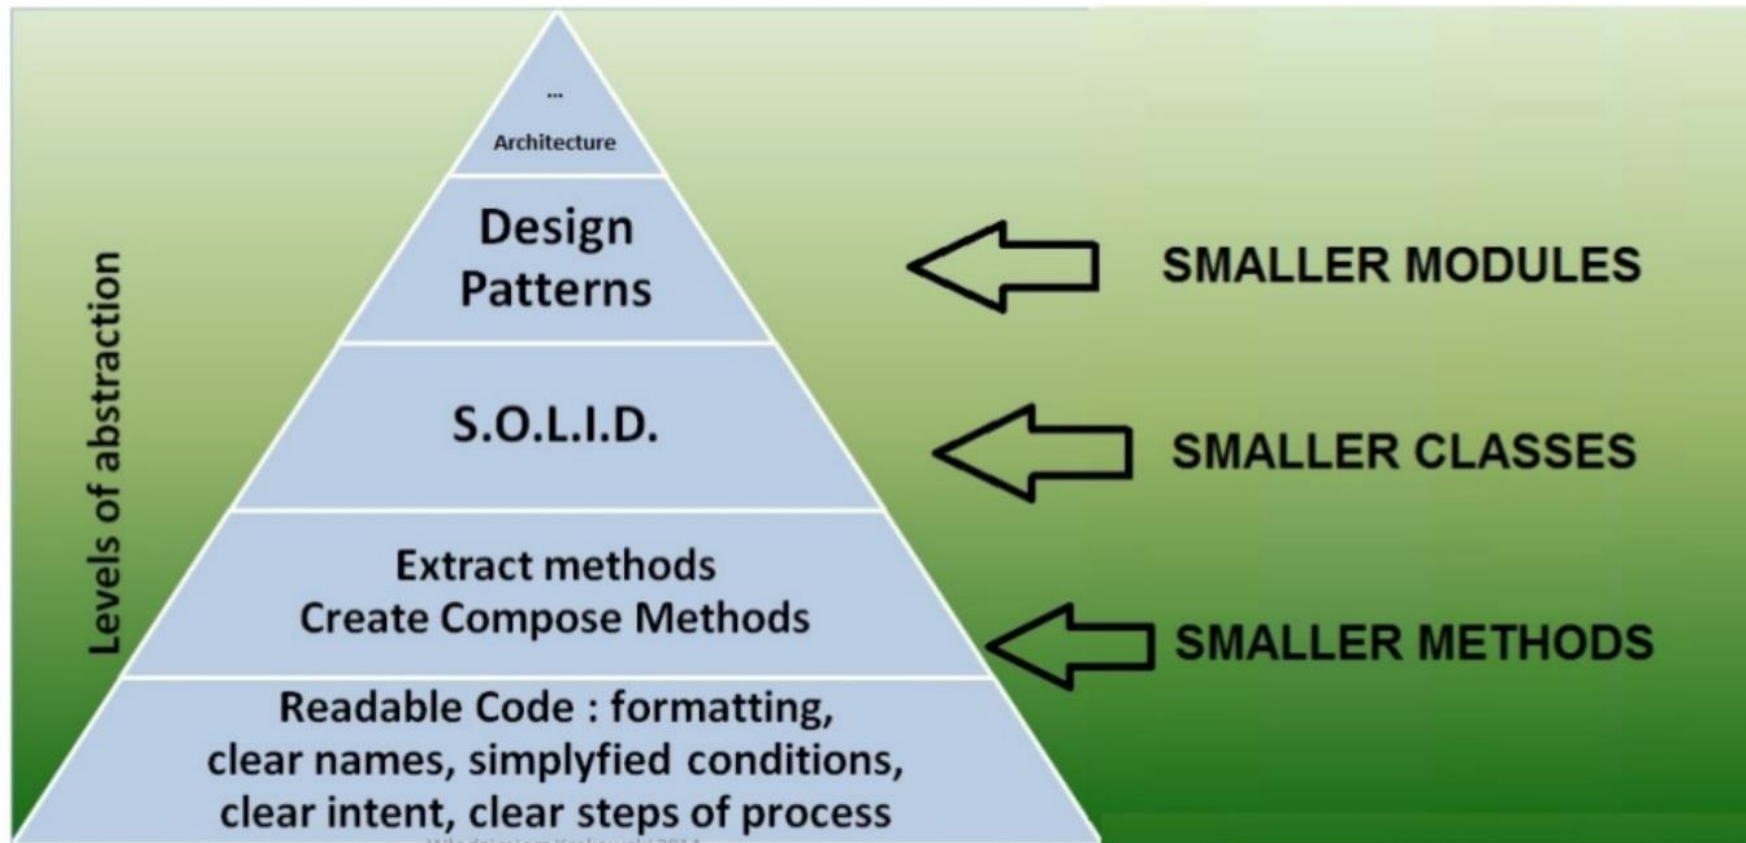 ...
Architecture
Design
Patterns
SMALLER MODULES
S.O.L.I.D.
SMALLER CLASSES
Extract methods
Create Compose Methods
SMALLER METHODS
Readable Code : formatting,
clear names, simplyfied conditions,
clear intent, clear steps of process
Levels of abstraction